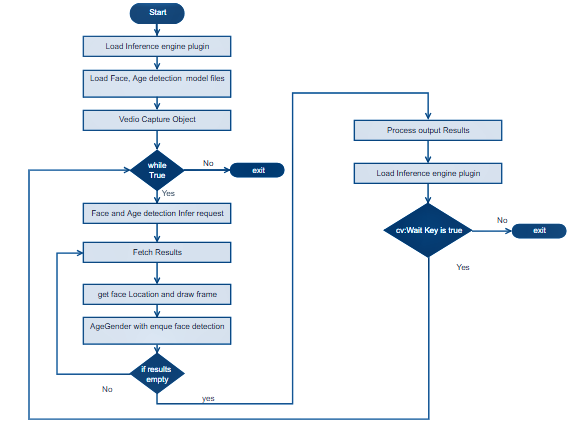 Start
Load Inference engine plugin
Load Face, Age detection model files
Vedio Capture Object
while
True
No
exit
Yes
Face and Age detection Infer request
Fetch Results
get face Location and draw frame
AgeGender with enque face detection
if results
empty
No
yes
Process output Results
Load Inference engine plugin
cv:Wait Key is true
No
exit
Yes